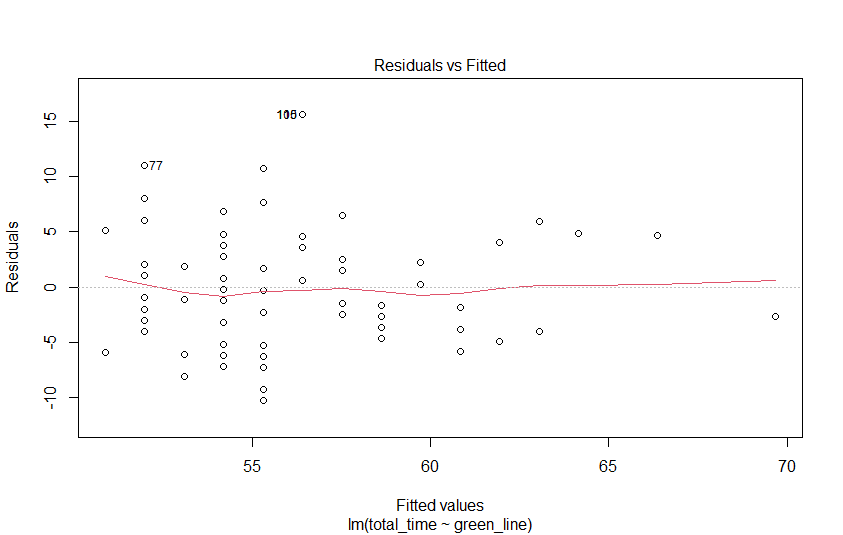 Residuals vs Fitted
Residuals
15
10
5
0
-5
-10
77
55
60
65
70
Fitted values
lm(total_time ~ green_line)